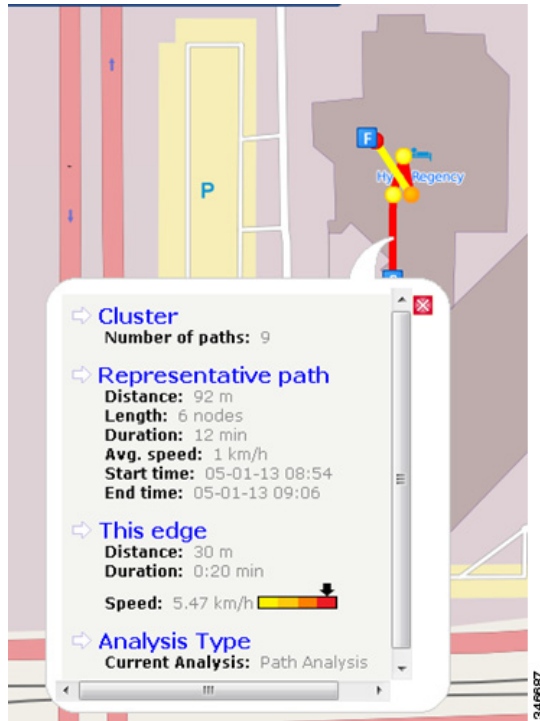 P
F
Hy Regency
Cluster
Number of paths: 9
Representative path
Distance: 92 m
Length: 6 nodes
Duration: 12 min
Avg. speed: 1 km/h
Start time: 05-01-13 08:54
End time: 05-01-13 09:06
This edge
Distance: 30 m
Duration: 0:20 min
Speed: 5.47 km/h
Analysis Type
Current Analysis: Path Analysis
346687